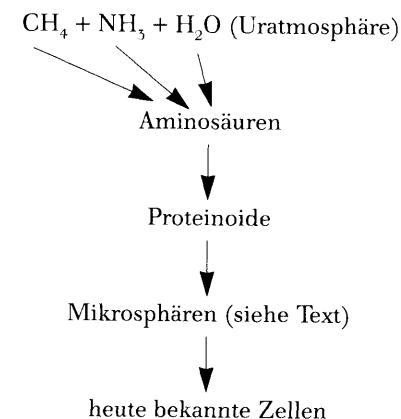 CH₄ + NH₃ + H₂O (Uratmosphäre)
Aminosäuren
Proteinoide
Mikrosphären (siehe Text)
heute bekannte Zellen